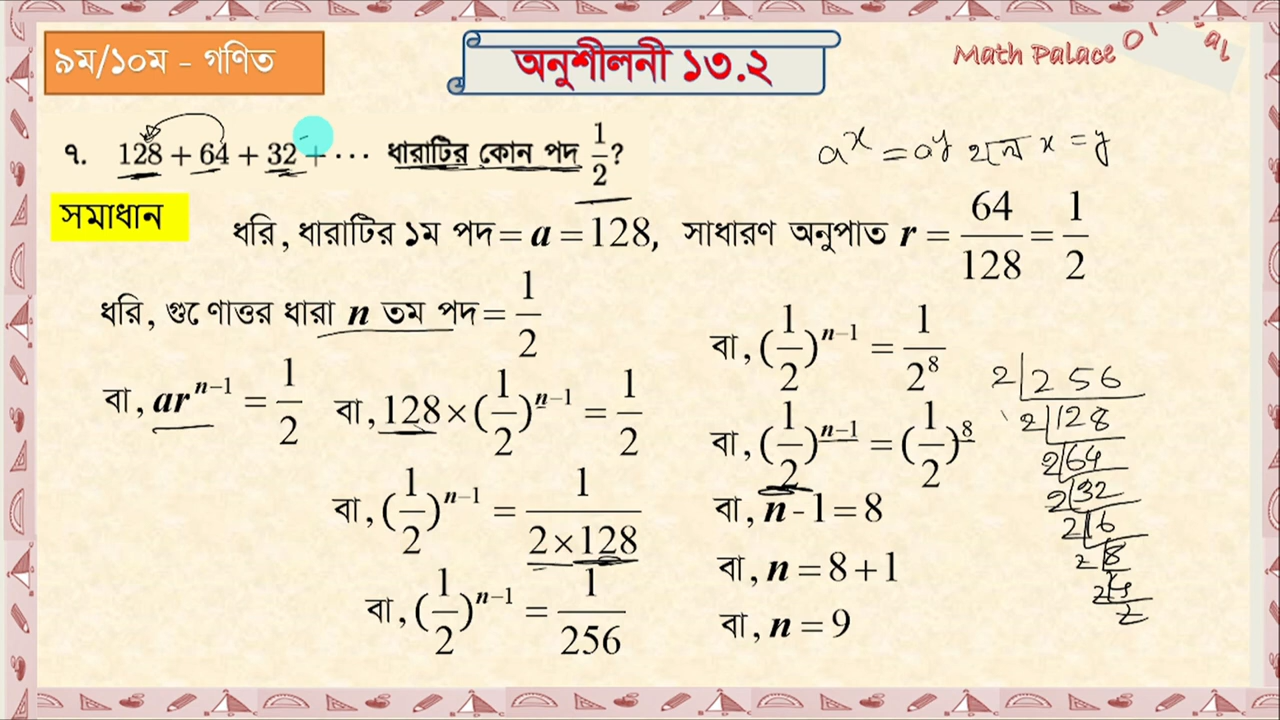 ৯ম/১০ম - গণিত
অনুশীলনী ১৩.২
Math Palace
৭. 128 + 64 + 32 + ⋯ ধারাটির কোন পদ 1/2?
a^x = a^y হলে x = y
সমাধান
ধরি, ধারাটির ১ম পদ = a = 128, সাধারণ অনুপাত r = 64/128 = 1/2
ধরি, গুণোত্তর ধারা n তম পদ = 1/2
বা, ar^(n-1) = 1/2
বা, 128 × (1/2)^(n-1) = 1/2
বা, (1/2)^(n-1) = 1/(2×128)
বা, (1/2)^(n-1) = 1/256
বা, (1/2)^(n-1) = 1/2^8
বা, (1/2)^(n-1) = (1/2)^8
বা, n - 1 = 8
বা, n = 8 + 1
বা, n = 9
2|256
2|128
2|64
2|32
2|16
2|8
2|4
2